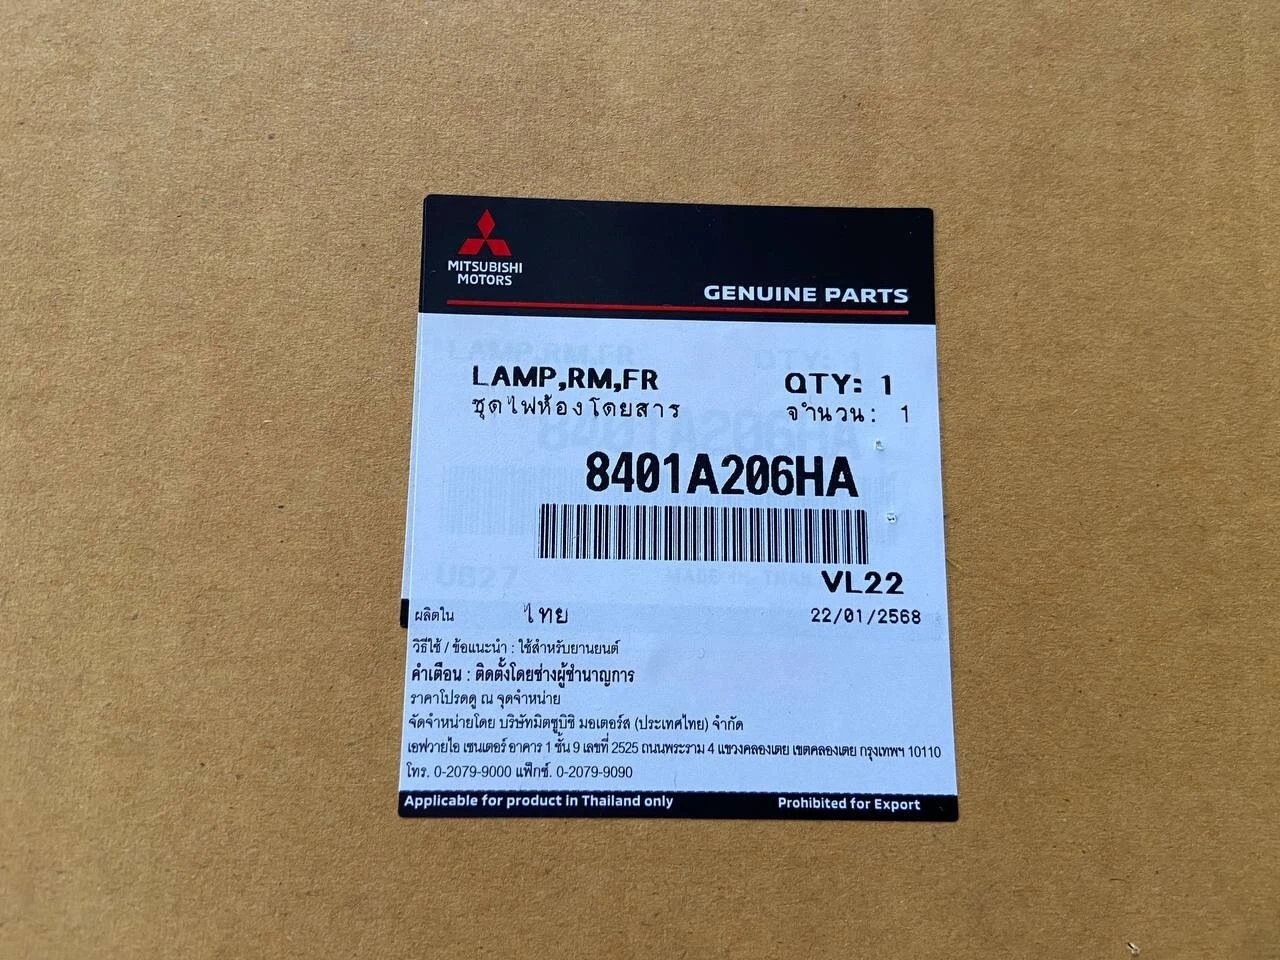 MITSUBISHI
MOTORS
GENUINE PARTS
LAMP,RM,FR QTY: 1
ชุดไฟห้องโดยสาร จำนวน: 1
8401A206HA
VL22
ผลิตใน ไทย 22/01/2568
วิธีใช้ / ข้อแนะนำ : ใช้สำหรับยานยนต์
คำเตือน : ติดตั้งโดยช่างผู้ชำนาญการ
ราคาโปรดดู ณ จุดจำหน่าย
จัดจำหน่ายโดย บริษัทมิตซูบิชิ มอเตอร์ส (ประเทศไทย) จำกัด
เอฟวายไอ เซนเตอร์ อาคาร 1 ชั้น 9 เลขที่ 2525 ถนนพระราม 4 แขวงคลองเตย เขตคลองเตย กรุงเทพฯ 10110
โทร. 0-2079-9000 แฟ็กซ์. 0-2079-9090
Applicable for product in Thailand only Prohibited for Export